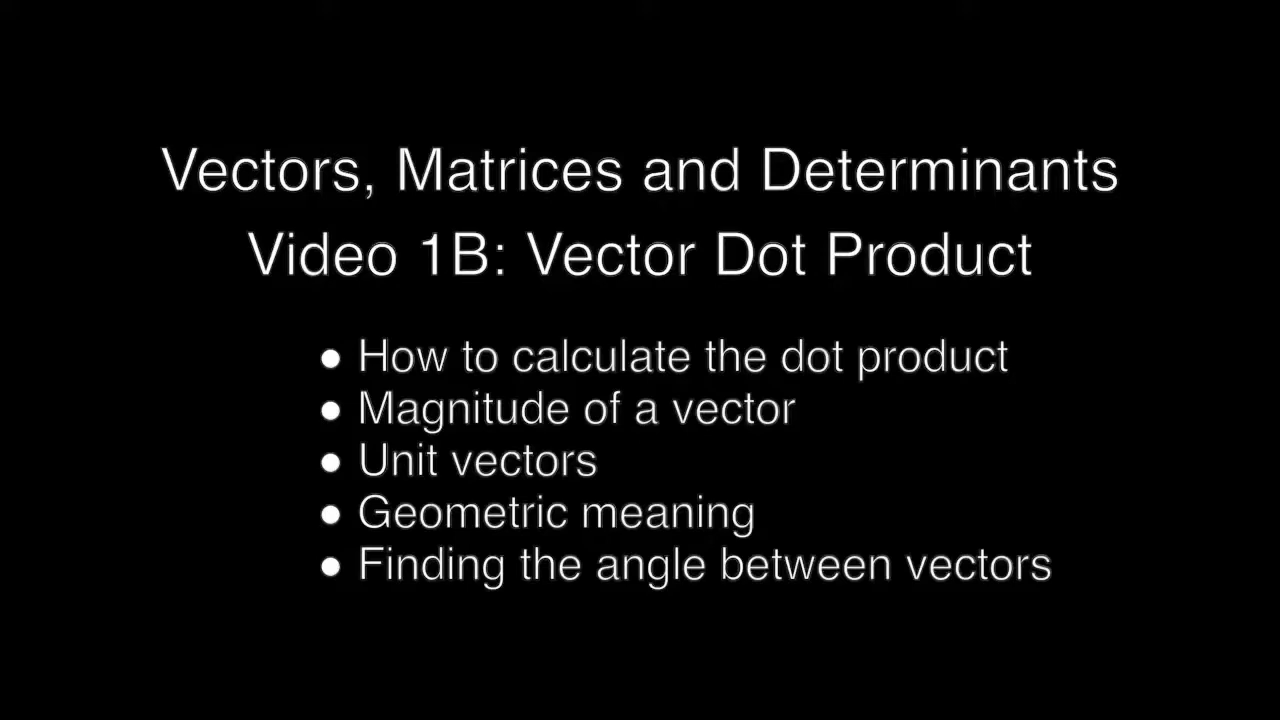 Vectors, Matrices and Determinants
Video 1B: Vector Dot Product
● How to calculate the dot product
● Magnitude of a vector
● Unit vectors
● Geometric meaning
● Finding the angle between vectors